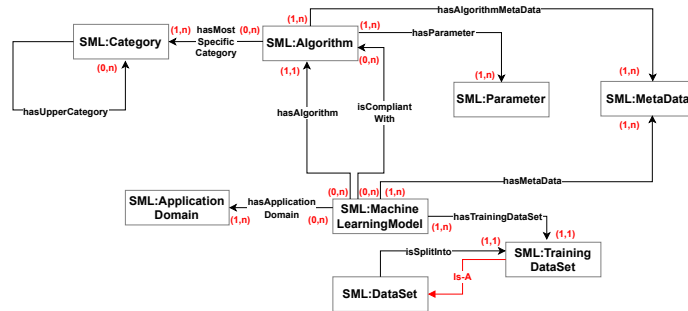 (1,n)
hasAlgorithmMetaData
(1,n)
hasMost
Specific
Category
(0,n)
(1,n)
SML:Category
SML:Algorithm
hasParameter
(0,n)
(1,1)
(0,n)
(1,n)
(1,n)
SML:Parameter
SML:MetaData
hasUpperCategory
hasAlgorithm
isCompliant
With
(1,n)
hasMetaData
(0,n)
(0,n)
(1,n)
SML:Application
Domain
hasApplication
Domain
(1,n)
(0,n)
SML:Machine
LearningModel
hasTrainingDataSet
(1,n)
(1,1)
(1,1)
isSplitInto
SML:Training
DataSet
Is-A
SML:DataSet